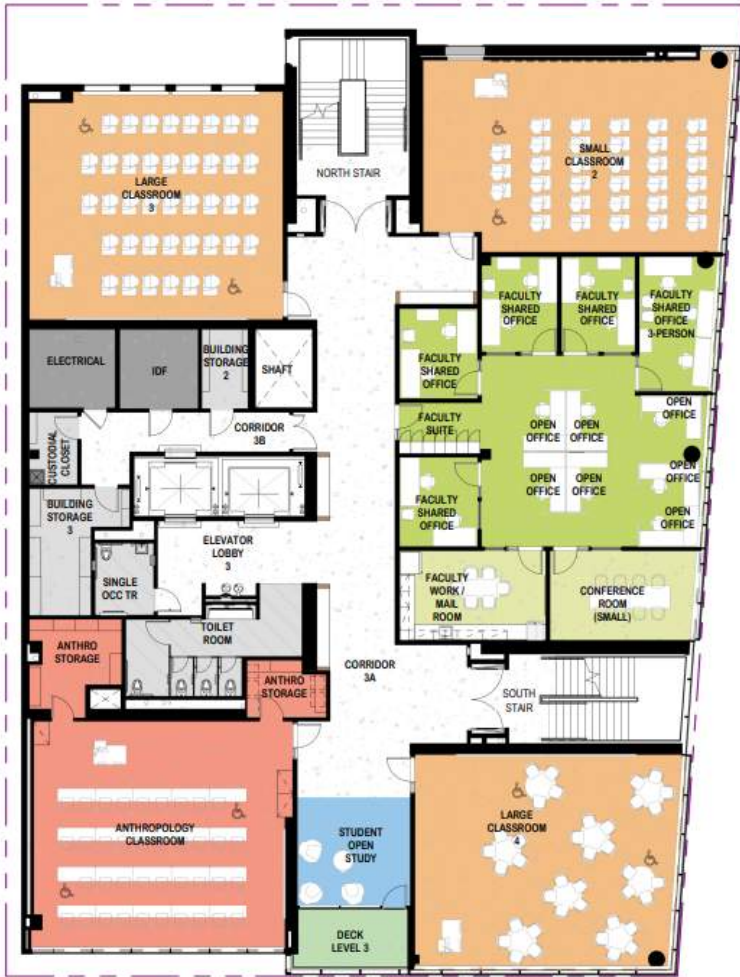 NORTH STAIR
SMALL
CLASSROOM
2
LARGE
CLASSROOM
3
FACULTY
SHARED
OFFICE
FACULTY
SHARED
OFFICE
FACULTY
SHARED
OFFICE
3-PERSON
ELECTRICAL
IDF
BUILDING
STORAGE
2
SHAFT
FACULTY
SHARED
OFFICE
OPEN
OFFICE
OPEN
OFFICE
OPEN
OFFICE
CUSTODIAL
CLOSET
CORRIDOR
3B
FACULTY
SUITE
OPEN
OFFICE
OPEN
OFFICE
OPEN
OFFICE
BUILDING
STORAGE
3
FACULTY
SHARED
OFFICE
OPEN
OFFICE
ELEVATOR
LOBBY
3
SINGLE
OCC TR
FACULTY
WORK /
MAIL
ROOM
CONFERENCE
ROOM
(SMALL)
TOILET
ROOM
ANTHRO
STORAGE
ANTHRO
STORAGE
CORRIDOR
3A
SOUTH
STAIR
ANTHROPOLOGY
CLASSROOM
STUDENT
OPEN
STUDY
LARGE
CLASSROOM
4
DECK
LEVEL 3